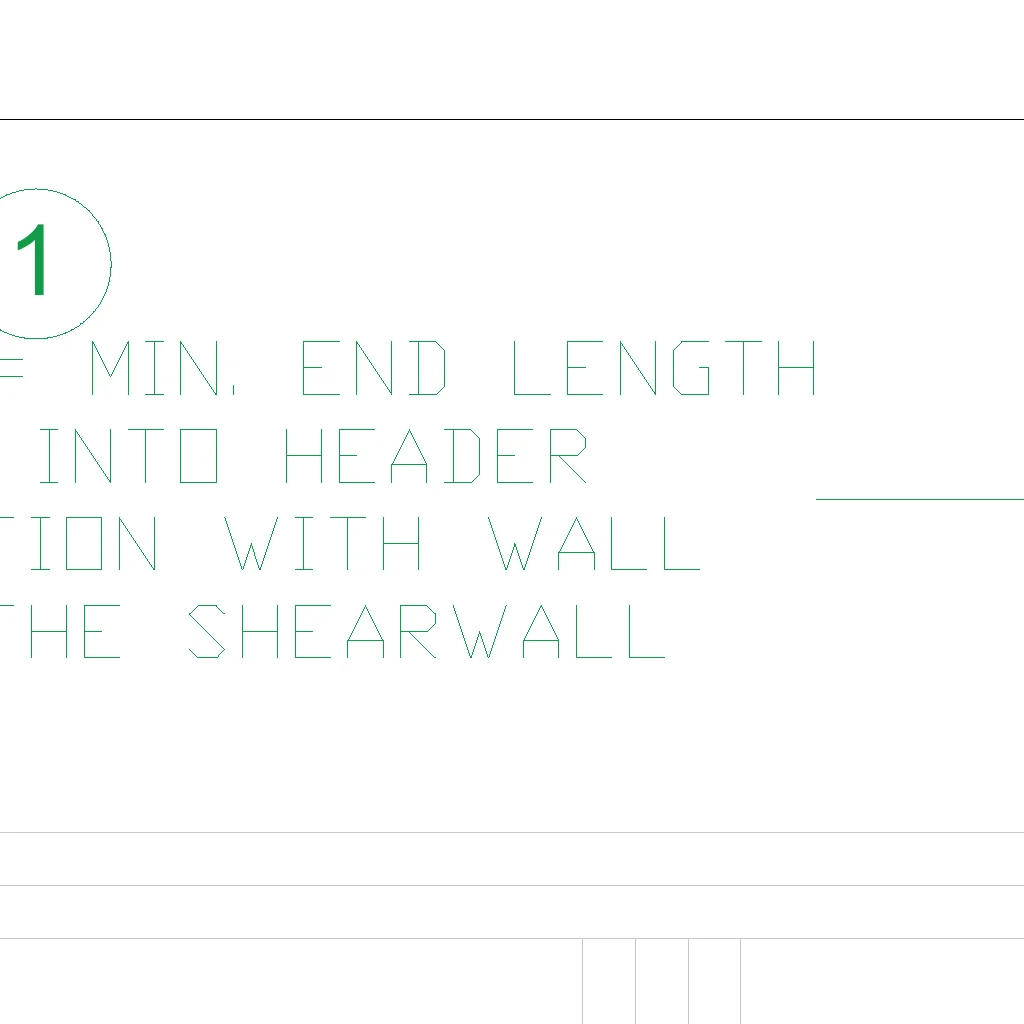 1
= MIN. END LENGTH
INTO HEADER
TION WITH WALL
THE SHEARWALL